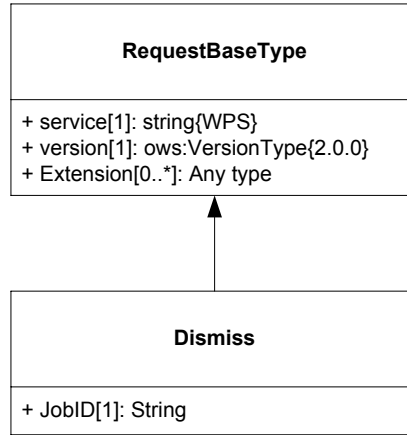 RequestBaseType
+ service[1]: string{WPS}
+ version[1]: ows:VersionType{2.0.0}
+ Extension[0..*]: Any type
Dismiss
+ JobID[1]: String